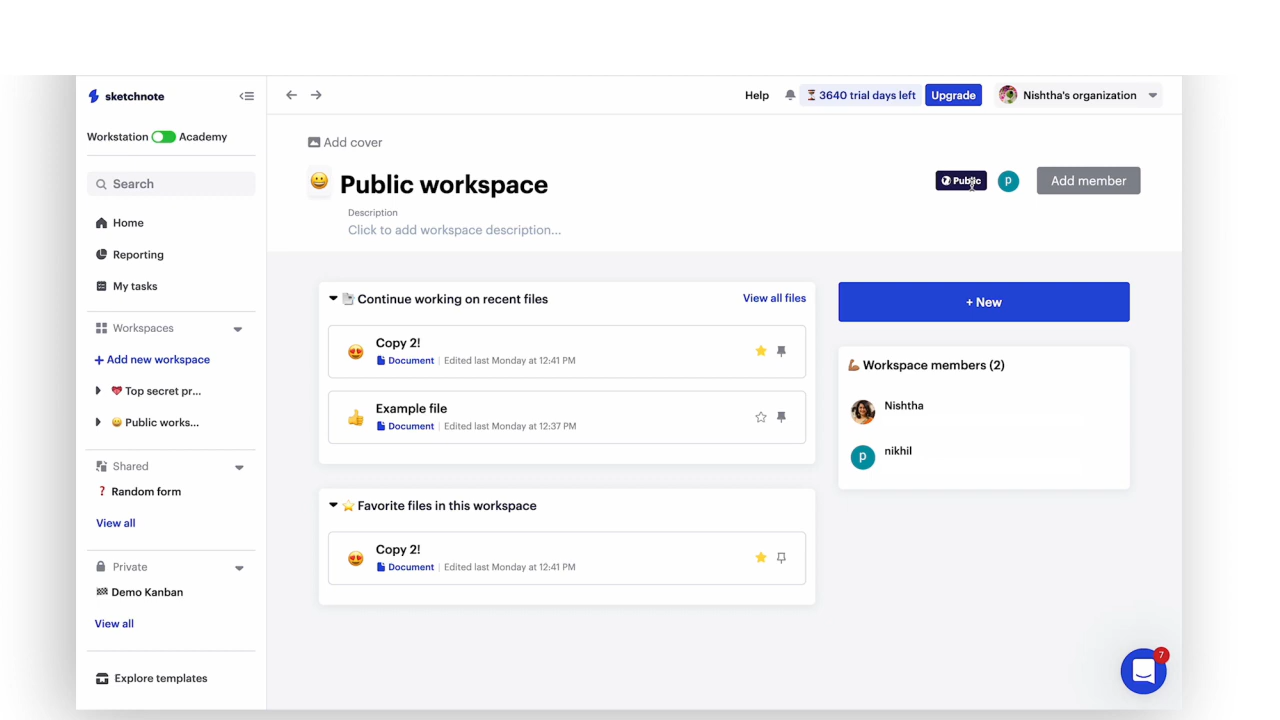 sketchnote
Workstation Academy
Search
Home
Reporting
My tasks
Workspaces
+ Add new workspace
Top secret pr...
Public works...
Shared
Random form
View all
Private
Demo Kanban
View all
Explore templates
Help
3640 trial days left
Upgrade
Nishtha's organization
Add cover
Public workspace
Public
P
Add member
Description
Click to add workspace description...
Continue working on recent files
View all files
Copy 2!
Document | Edited last Monday at 12:41 PM
Example file
Document | Edited last Monday at 12:37 PM
Favorite files in this workspace
Copy 2!
Document | Edited last Monday at 12:41 PM
+ New
Workspace members (2)
Nishtha
P
nikhil
7